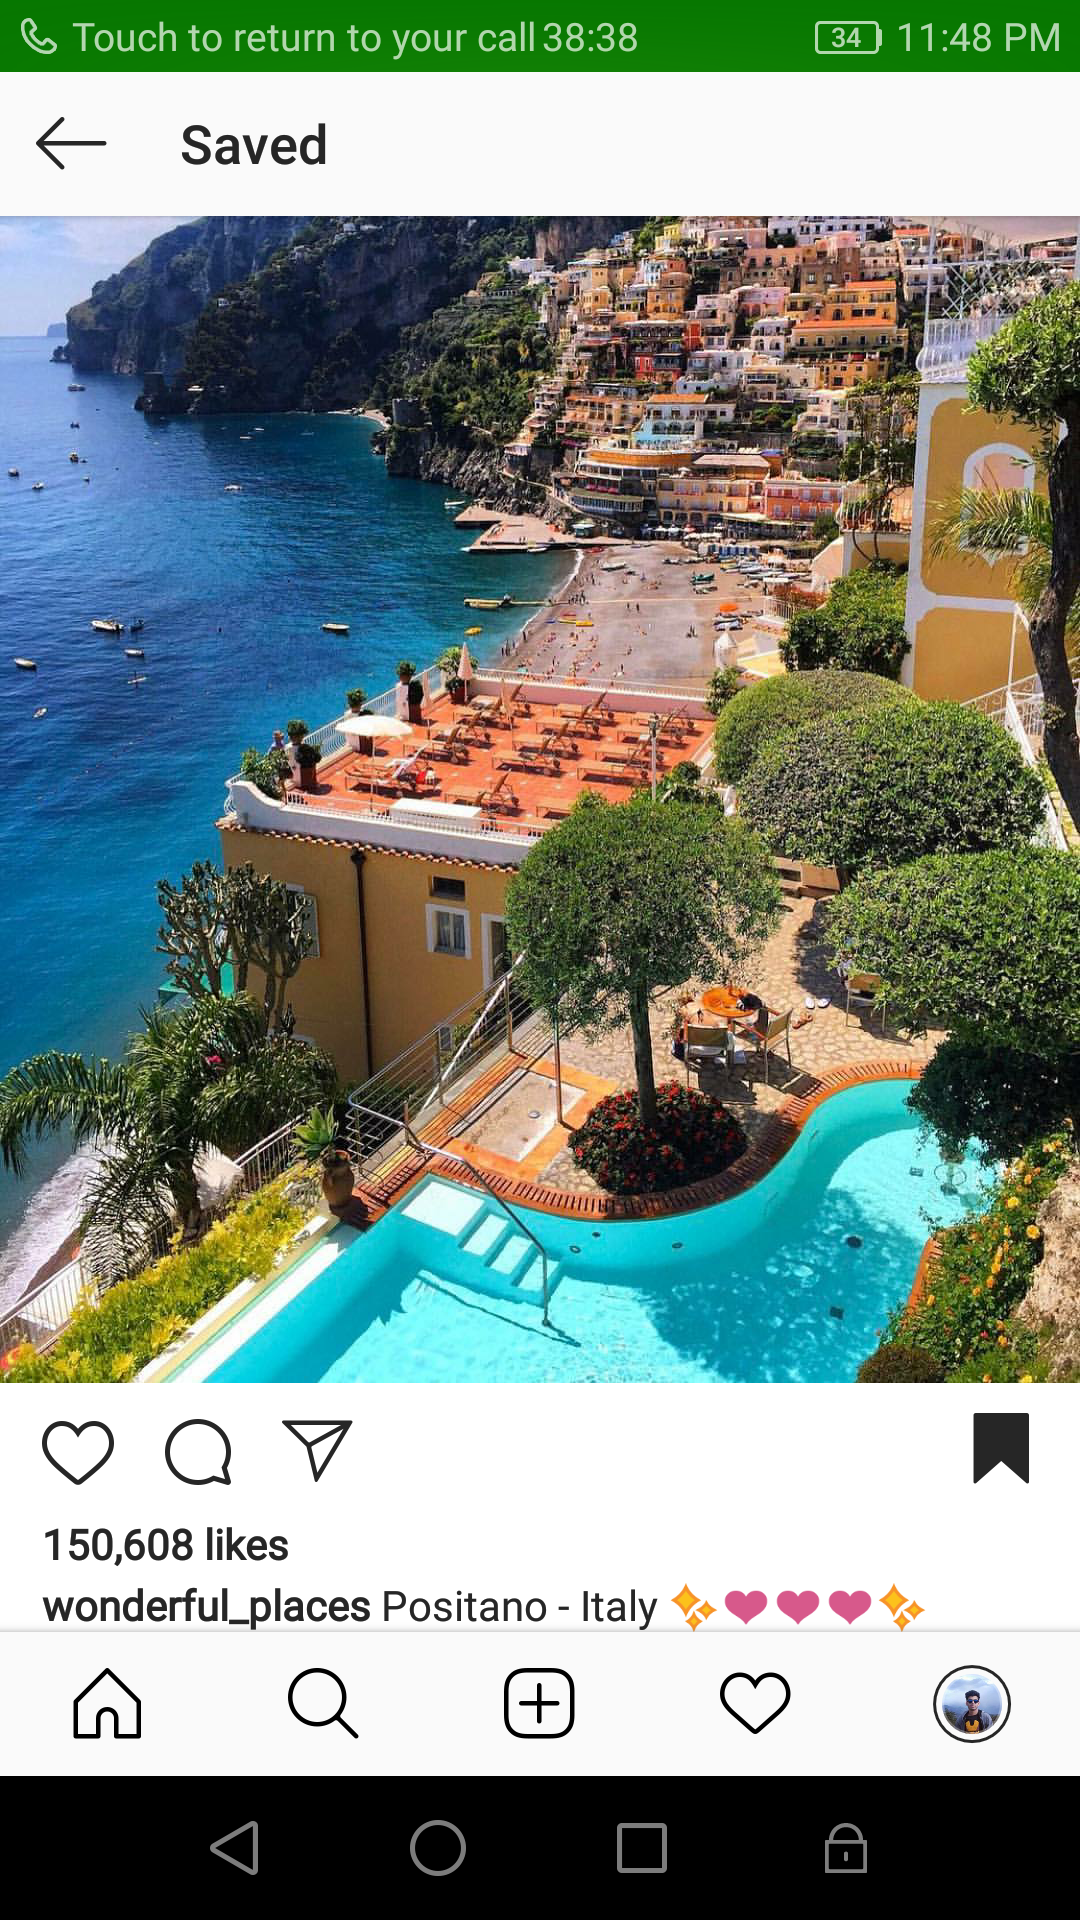 Touch to return to your call 38:38 34 11:48 PM
Saved
150,608 likes
wonderful_places Positano - Italy ✨💗💗💗✨